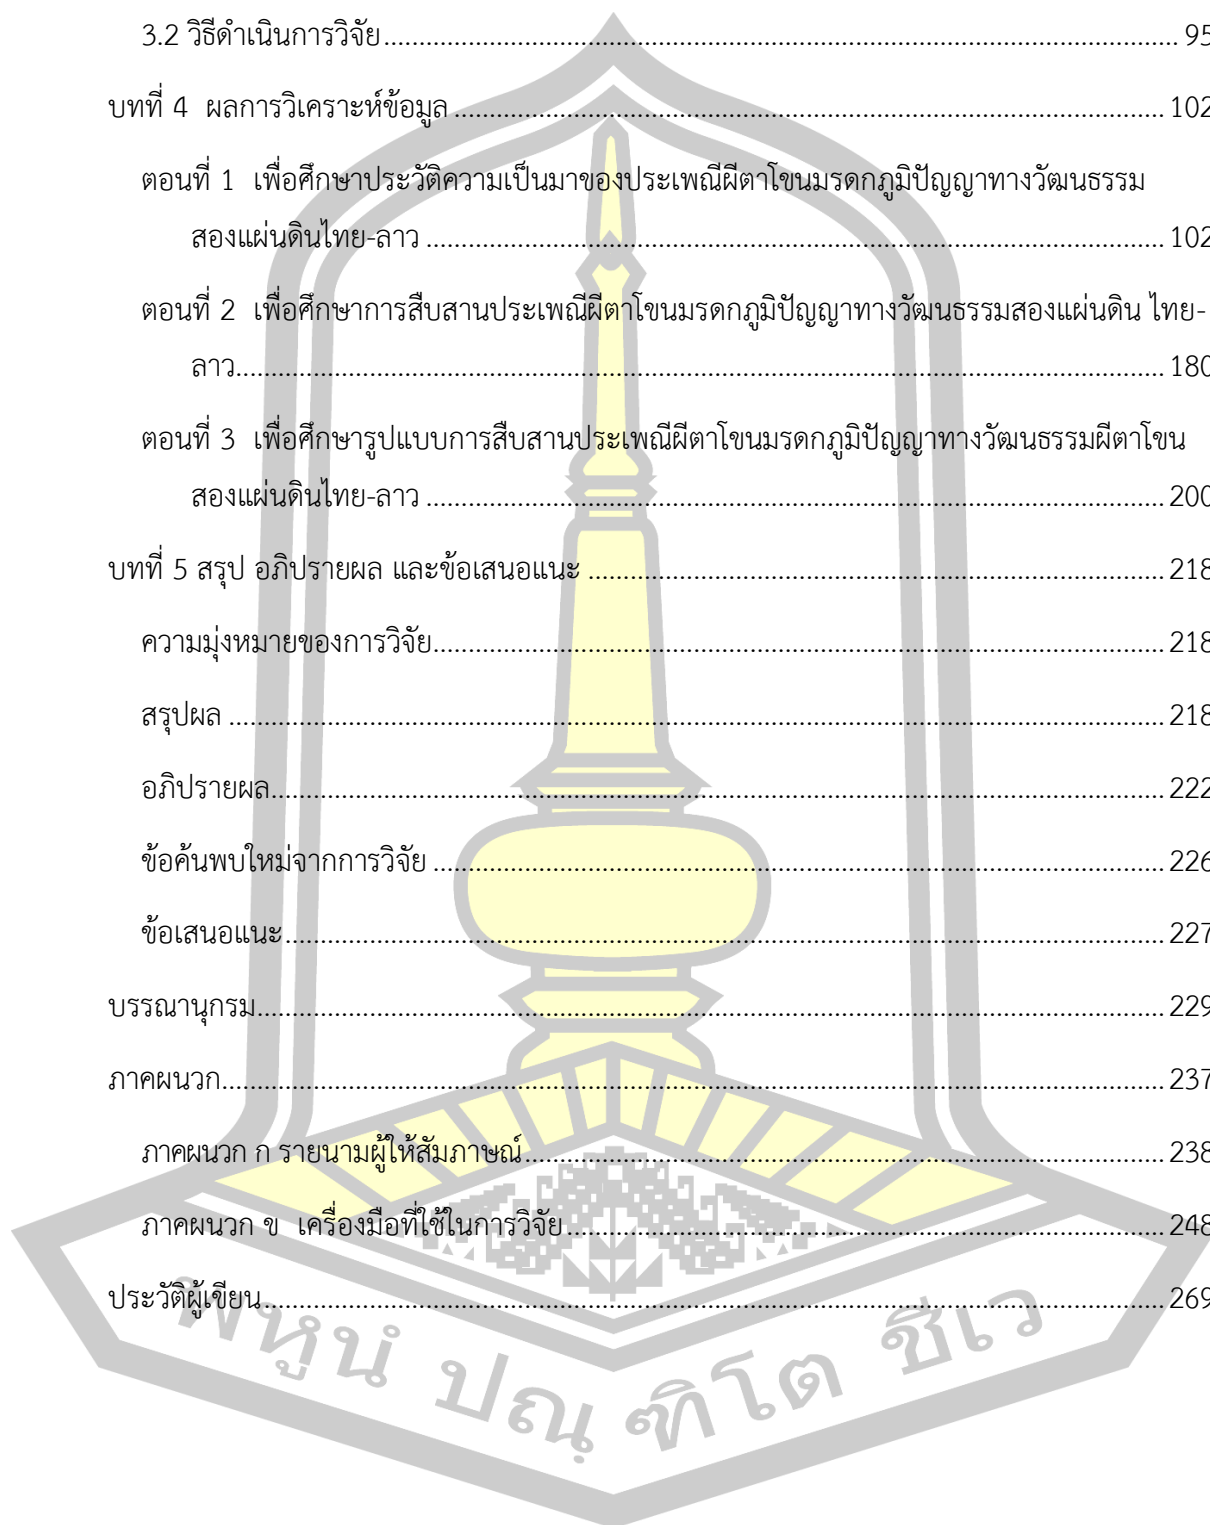 3.2 วิธีดำเนินการวิจัย.......................................................................................................... 95
บทที่ 4  ผลการวิเคราะห์ข้อมูล ............................................................................................... 102
ตอนที่ 1  เพื่อศึกษาประวัติความเป็นมาของประเพณีผีตาโขนมรดกภูมิปัญญาทางวัฒนธรรม
สองแผ่นดินไทย-ลาว ................................................................................................... 102
ตอนที่ 2  เพื่อศึกษาการสืบสานประเพณีผีตาโขนมรดกภูมิปัญญาทางวัฒนธรรมสองแผ่นดิน ไทย-
ลาว............................................................................................................................ 180
ตอนที่ 3  เพื่อศึกษารูปแบบการสืบสานประเพณีผีตาโขนมรดกภูมิปัญญาทางวัฒนธรรมผีตาโขน
สองแผ่นดินไทย-ลาว ................................................................................................... 200
บทที่ 5 สรุป อภิปรายผล และข้อเสนอแนะ ............................................................................. 218
ความมุ่งหมายของการวิจัย.................................................................................................. 218
สรุปผล ............................................................................................................................. 218
อภิปรายผล........................................................................................................................ 222
ข้อค้นพบใหม่จากการวิจัย .................................................................................................. 226
ข้อเสนอแนะ...................................................................................................................... 227
บรรณานุกรม......................................................................................................................... 229
ภาคผนวก.............................................................................................................................. 237
ภาคผนวก ก รายนามผู้ให้สัมภาษณ์...................................................................................... 238
ภาคผนวก ข  เครื่องมือที่ใช้ในการวิจัย................................................................................. 248
ประวัติผู้เขียน........................................................................................................................ 269
พหูนํ ปณฺฑิโต ชีเว